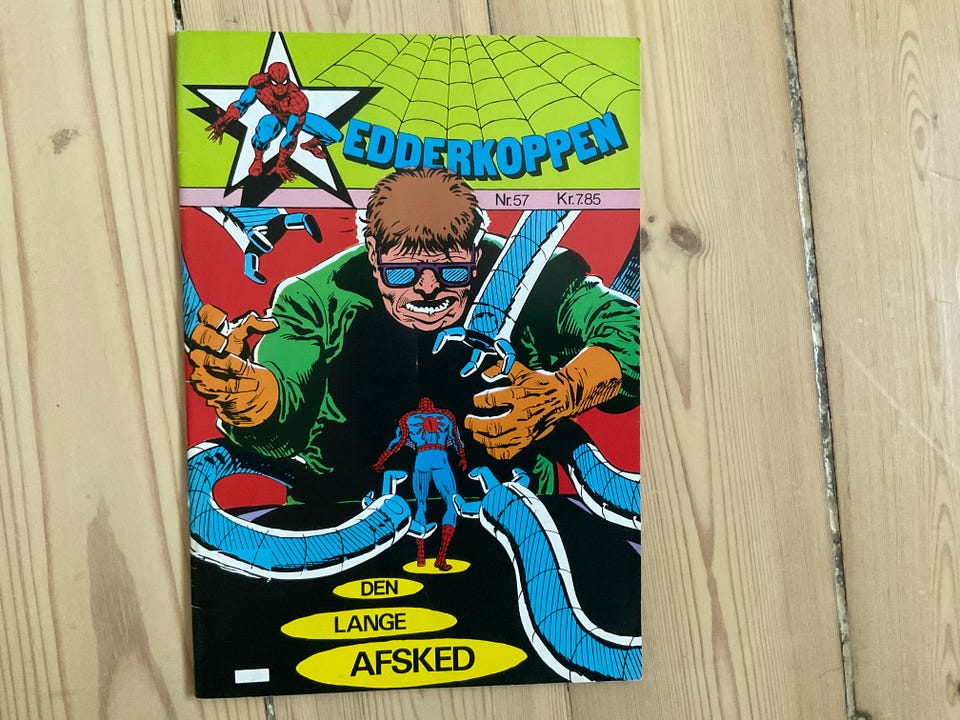 EDDERKOPPEN
Nr.57 Kr.7.85
DEN
LANGE
AFSKED